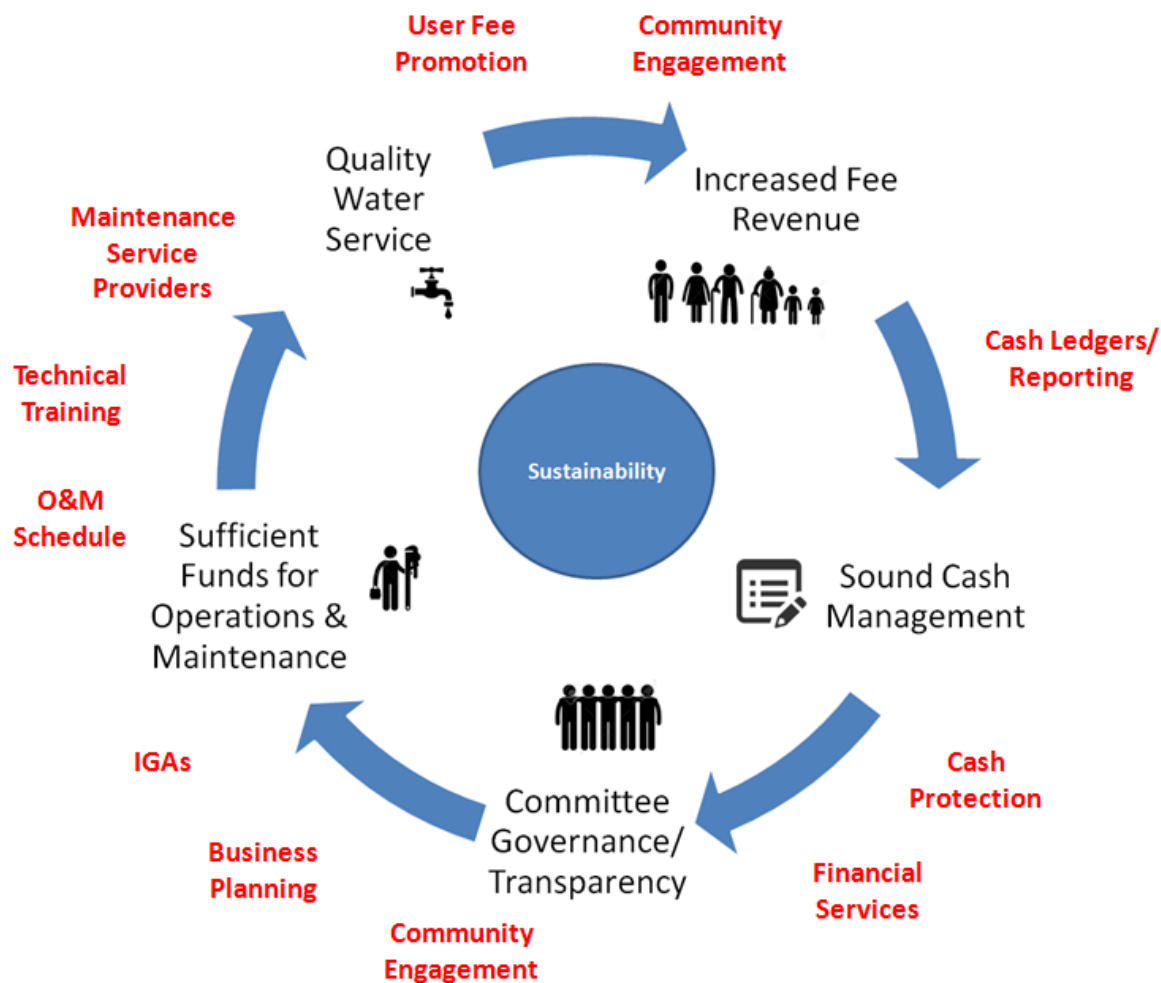 User Fee
Promotion
Community
Engagement
Quality
Water
Service
Increased Fee
Revenue
Maintenance
Service
Providers
Cash Ledgers/
Reporting
Technical
Training
Sustainability
O&M
Schedule
Sufficient
Funds for
Operations &
Maintenance
Sound Cash
Management
IGAs
Cash
Protection
Committee
Governance/
Transparency
Business
Planning
Financial
Services
Community
Engagement